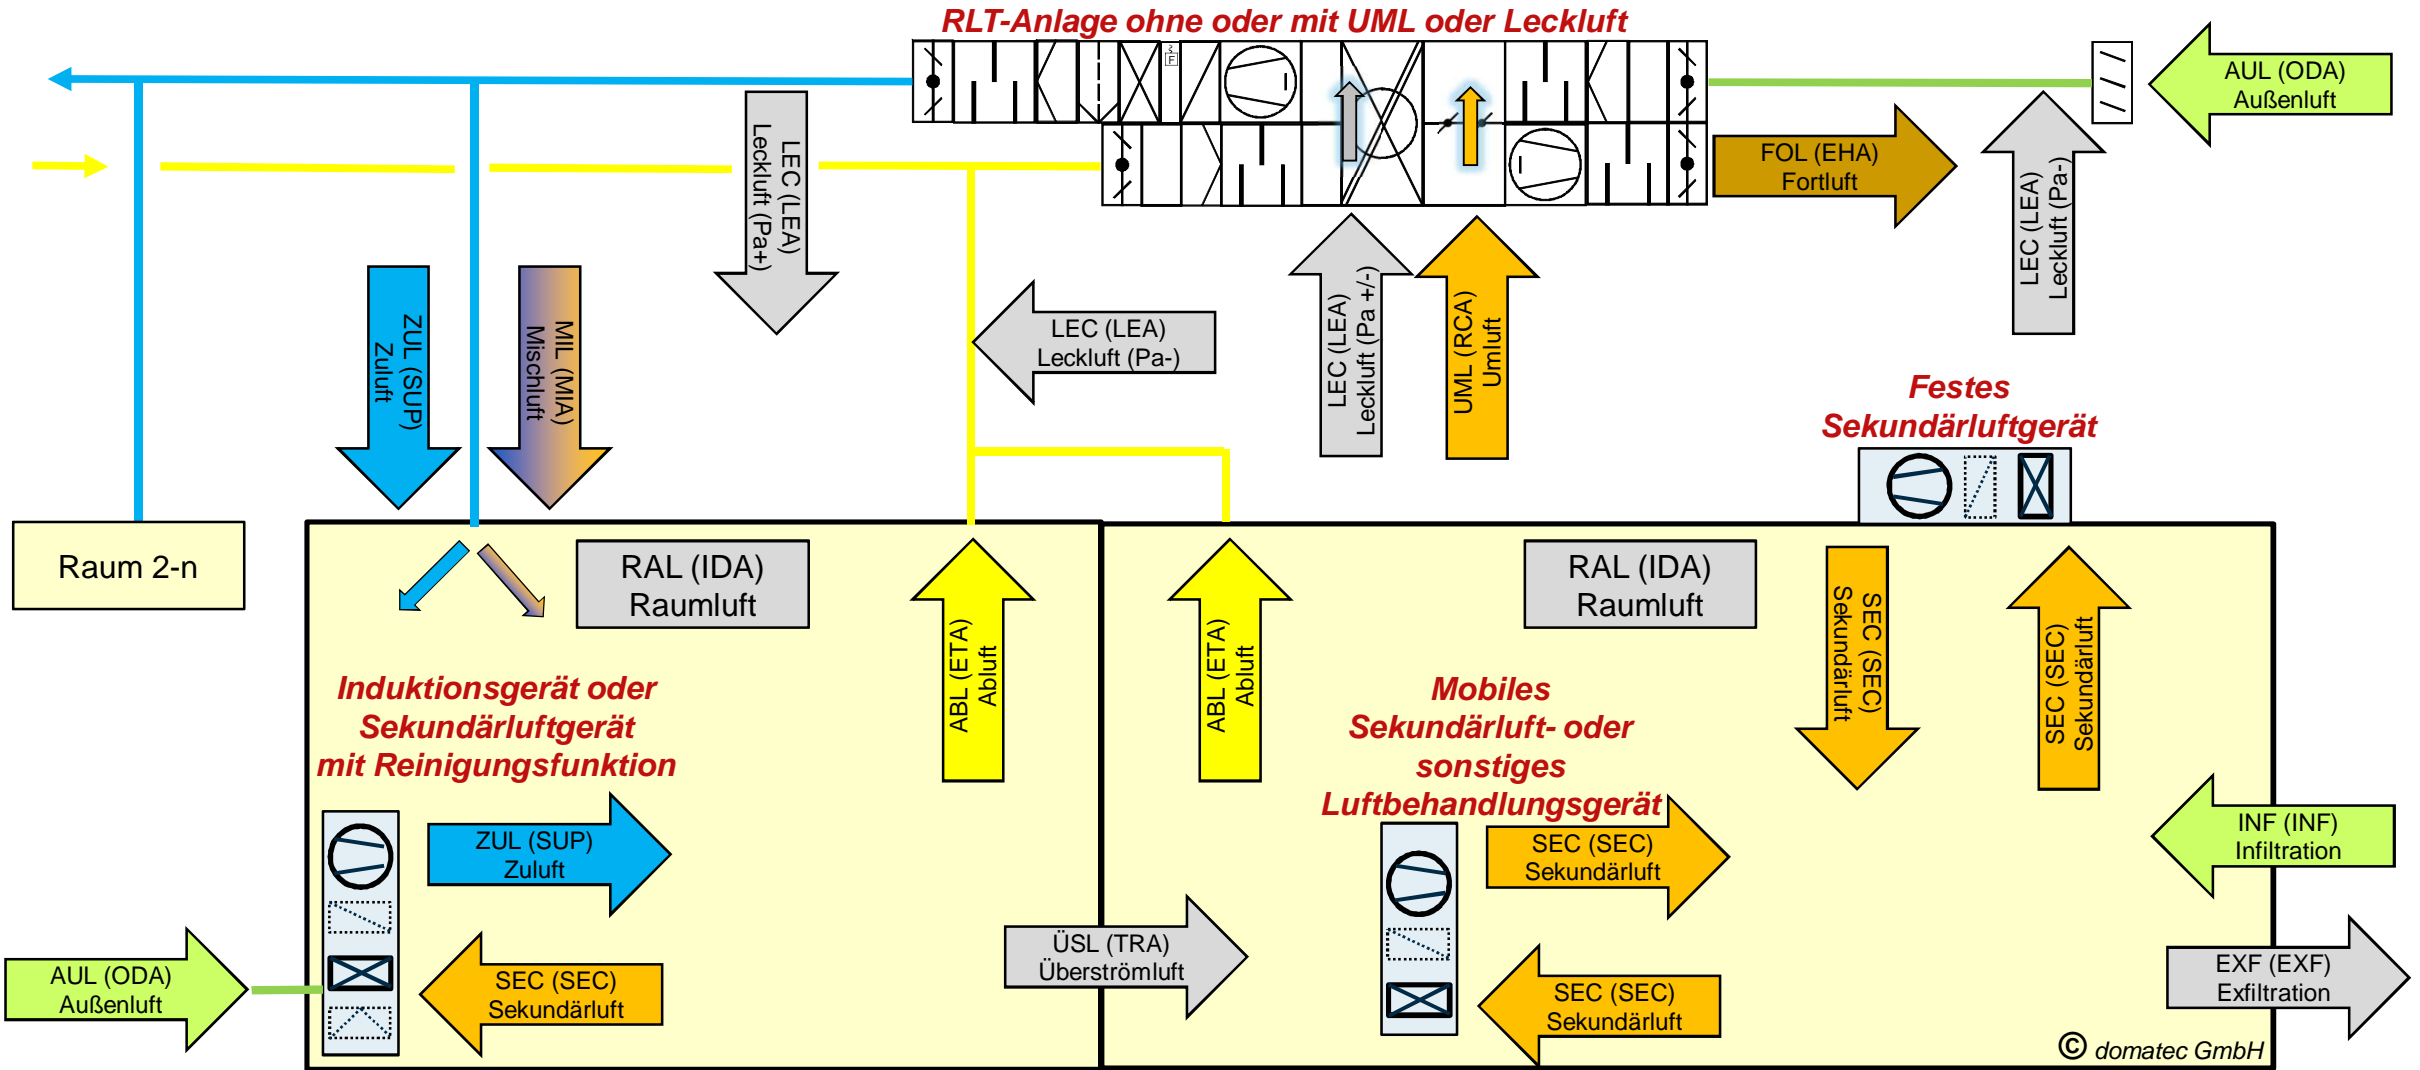 RLT-Anlage ohne oder mit UML oder Leckluft
F
AUL (ODA)
Außenluft
LEC (LEA)
Leckluft (Pa+)
FOL (EHA)
Fortluft
LEC (LEA)
Leckluft (Pa-)
ZUL (SUP)
Zuluft
MIL (MIA)
Mischluft
LEC (LEA)
Leckluft (Pa-)
LEC (LEA)
Leckluft (Pa +/-)
UML (RCA)
Umluft
Festes
Sekundärluftgerät
Raum 2-n
RAL (IDA)
Raumluft
ABL (ETA)
Abluft
ABL (ETA)
Abluft
RAL (IDA)
Raumluft
SEC (SEC)
Sekundärluft
SEC (SEC)
Sekundärluft
Induktionsgerät oder
Sekundärluftgerät
mit Reinigungsfunktion
Mobiles
Sekundärluft- oder
sonstiges
Luftbehandlungsgerät
ZUL (SUP)
Zuluft
SEC (SEC)
Sekundärluft
INF (INF)
Infiltration
AUL (ODA)
Außenluft
SEC (SEC)
Sekundärluft
ÜSL (TRA)
Überströmluft
SEC (SEC)
Sekundärluft
EXF (EXF)
Exfiltration
© domatec GmbH